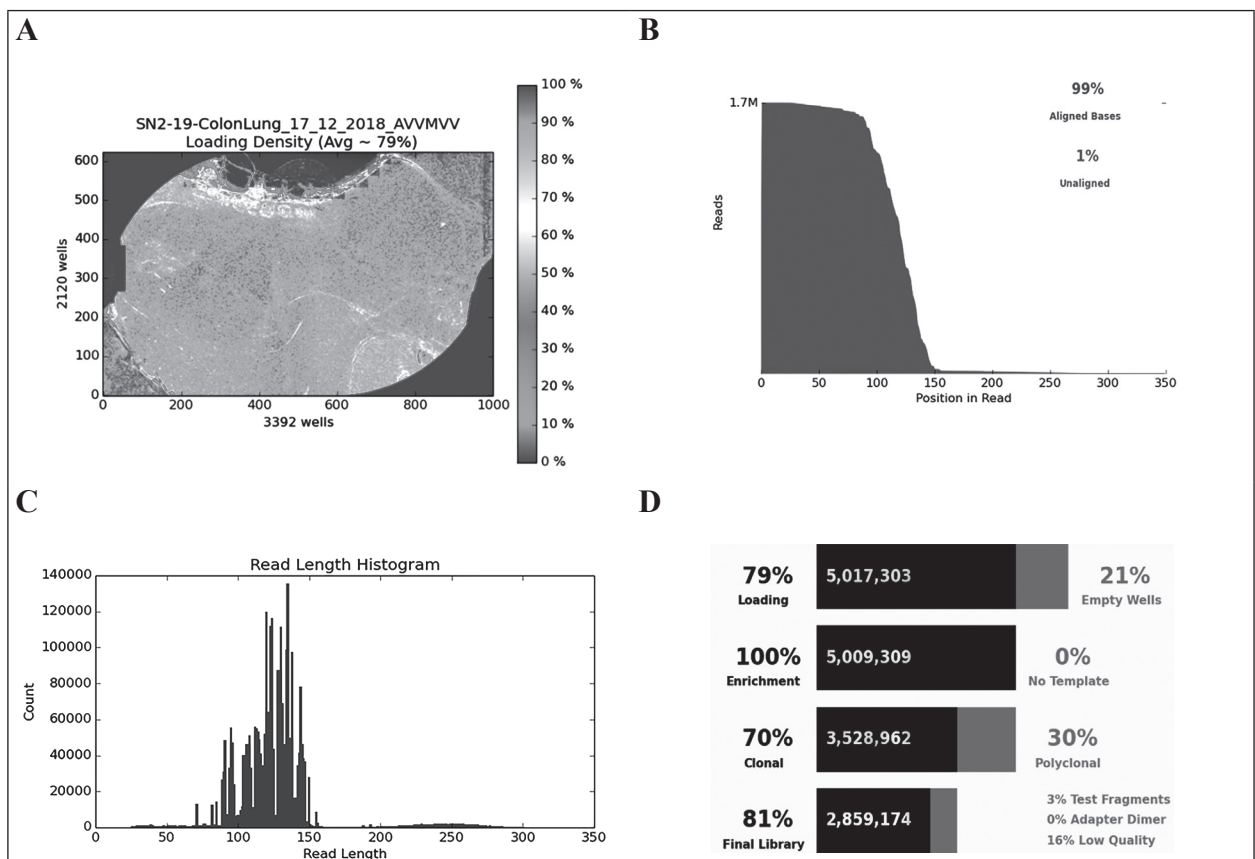 A
SN2-19-ColonLung_17_12_2018_AVVMVV
Loading Density (Avg ~ 79%)
600
500
400
300
200
100
0
2120 wells
0 200 400 600 800 1000
3392 wells
100 %
90 %
80 %
70 %
60 %
50 %
40 %
30 %
20 %
10 %
0 %
B
1.7M
Reads
0 50 100 150 200 250 300 350
Position in Read
99%
Aligned Bases
1%
Unaligned
C
Read Length Histogram
140000
120000
100000
80000
60000
40000
20000
0
Count
0 50 100 150 200 250 300 350
Read Length
D
79% 5,017,303 21%
Loading Empty Wells
100% 5,009,309 0%
Enrichment No Template
70% 3,528,962 30%
Clonal Polyclonal
81% 2,859,174
Final Library
3% Test Fragments
0% Adapter Dimer
16% Low Quality